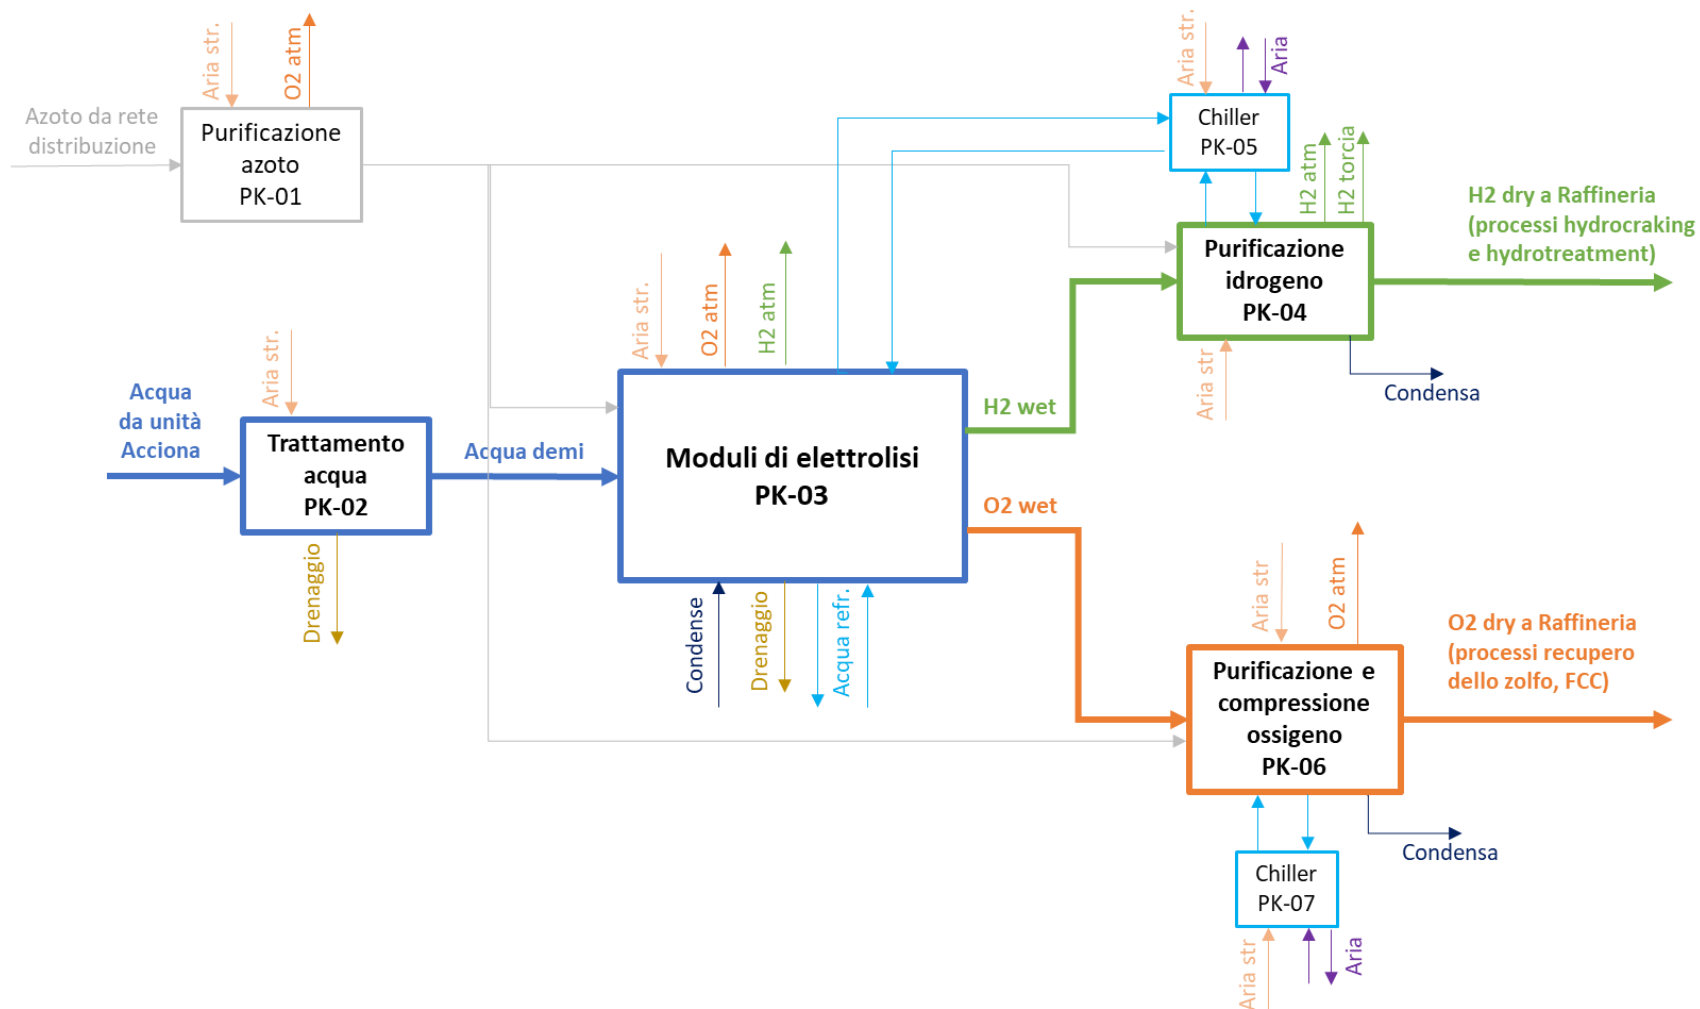 Aria str.
O2 atm
Azoto da rete
distribuzione
Purificazione
azoto
PK-01
Aria str.
Aria
Chiller
PK-05
H2 atm
H2 torcia
H2 dry a Raffineria
(processi hydrocraking
e hydrotreatment)
Purificazione
idrogeno
PK-04
Aria str
Condensa
Aria str.
O2 atm
H2 atm
Aria str.
Acqua
da unità
Acciona
Trattamento
acqua
PK-02
Drenaggio
Acqua demi
Moduli di elettrolisi
PK-03
H2 wet
O2 wet
Condense
Drenaggio
Acqua refr.
Aria str
O2 atm
Purificazione e
compressione
ossigeno
PK-06
O2 dry a Raffineria
(processi recupero
dello zolfo, FCC)
Condensa
Chiller
PK-07
Aria str
Aria